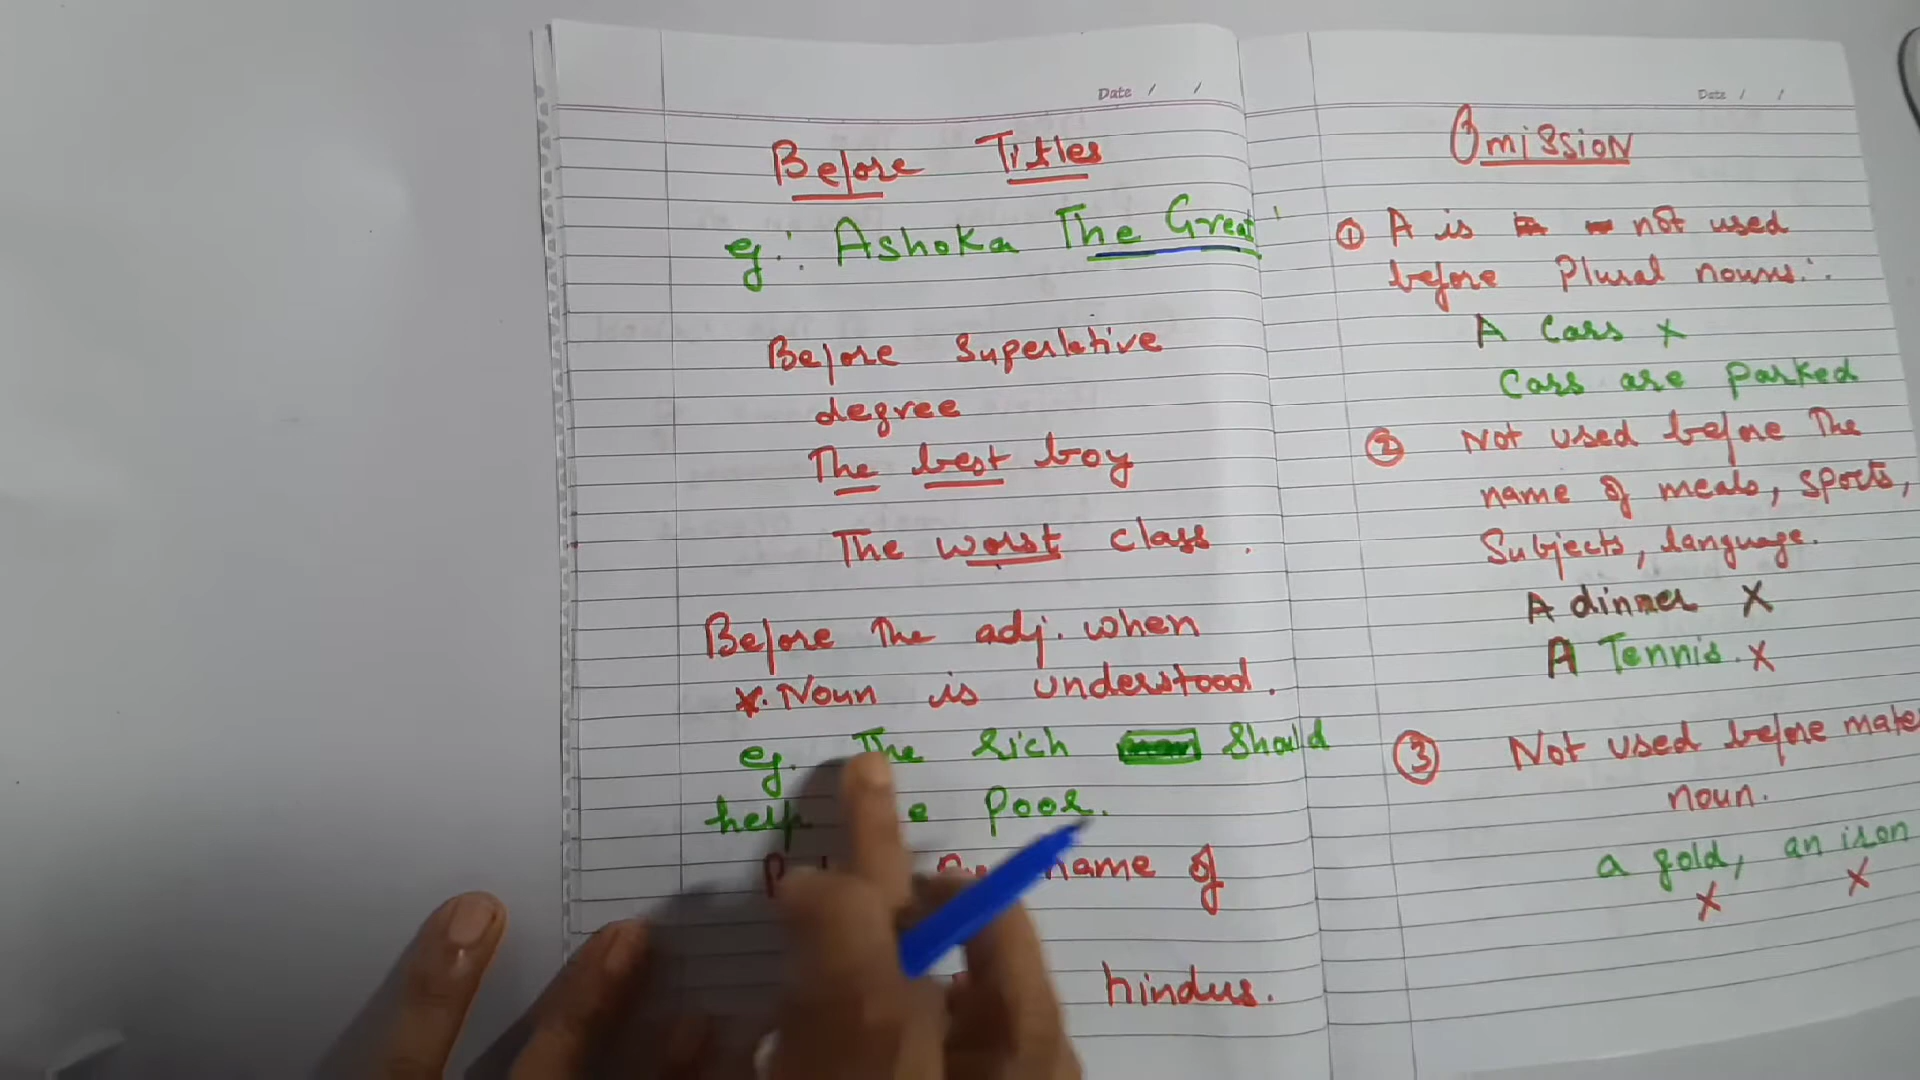 Date / /
Before Titles
eg:. Ashoka The Great'
Before Superlative
degree
The best boy
The worst class.
Before The adj. when
Noun is understood.
eg. The rich should
help poor.
name of
hindus.
Date / /
Omission
① A is not used
before Plural nouns:.
A Cars x
Cars are parked
② Not used before The
name of meals, sports,
Subjects, language.
A dinner X
A Tennis. X
③ Not used before mate
noun.
a gold, an iron
X X